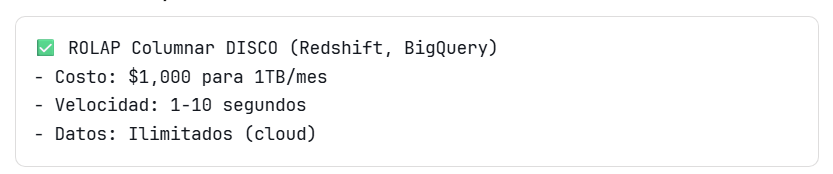 ✅ ROLAP Columnar DISCO (Redshift, BigQuery)
- Costo: $1,000 para 1TB/mes
- Velocidad: 1-10 segundos
- Datos: Ilimitados (cloud)